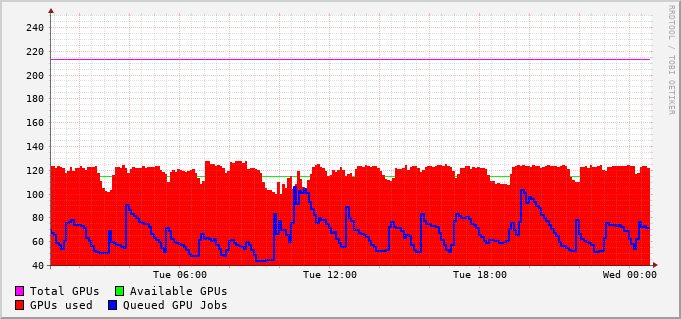 240
220
200
180
160
140
120
100
80
60
40
Tue 06:00 Tue 12:00 Tue 18:00 Wed 00:00
Total GPUs Available GPUs
GPUs used Queued GPU Jobs
RRDTOOL / TOBI OETIKER